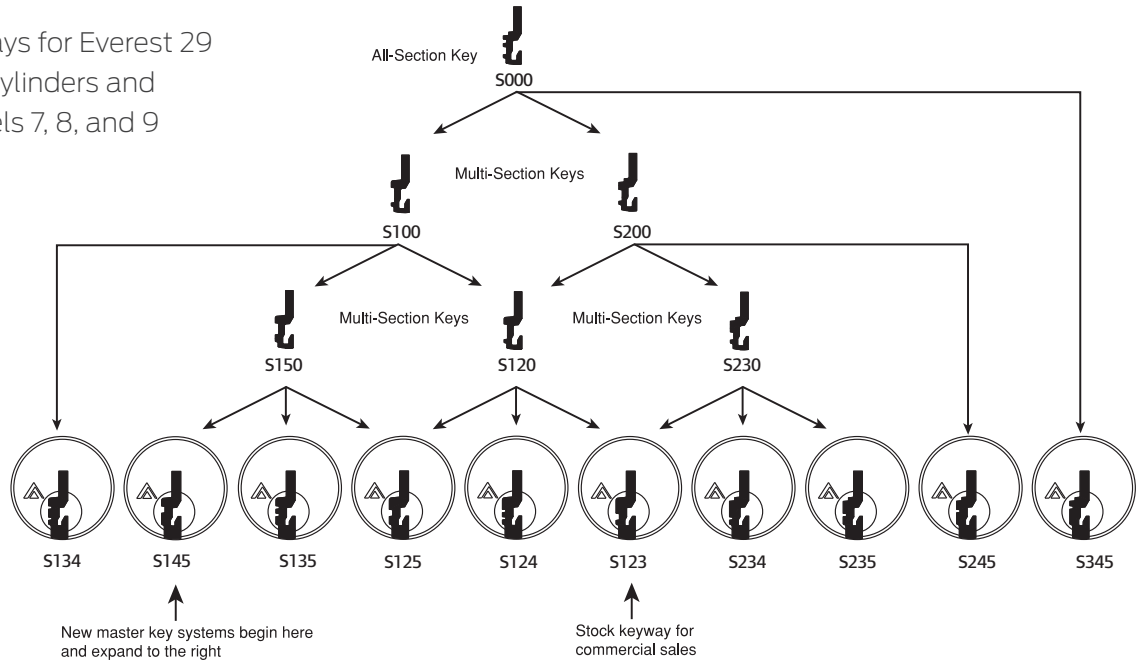 ays for Everest 29
ylinders and
els 7, 8, and 9
All-Section Key
S000
Multi-Section Keys
S100
S200
Multi-Section Keys
Multi-Section Keys
S150
S120
S230
S134
S145
S135
S125
S124
S123
S234
S235
S245
S345
New master key systems begin here
and expand to the right
Stock keyway for
commercial sales